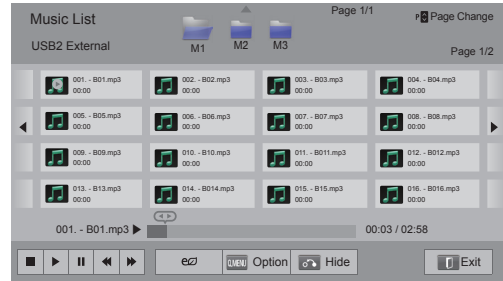 Music List
Page 1/1
P Page Change
USB2 External
M1
M2
M3
Page 1/2
001. - B01.mp3
00:00
002. - B02.mp3
00:00
003. - B03.mp3
00:00
004. - B04.mp3
00:00
005. - B05.mp3
00:00
006. - B06.mp3
00:00
007. - B07.mp3
00:00
008. - B08.mp3
00:00
009. - B09.mp3
00:00
010. - B10.mp3
00:00
011. - B011.mp3
00:00
012. - B012.mp3
00:00
013. - B13.mp3
00:00
014. - B014.mp3
00:00
015. - B15.mp3
00:00
016. - B016.mp3
00:00
001. - B01.mp3
00:03 / 02:58
Q.MENU Option
Hide
Exit